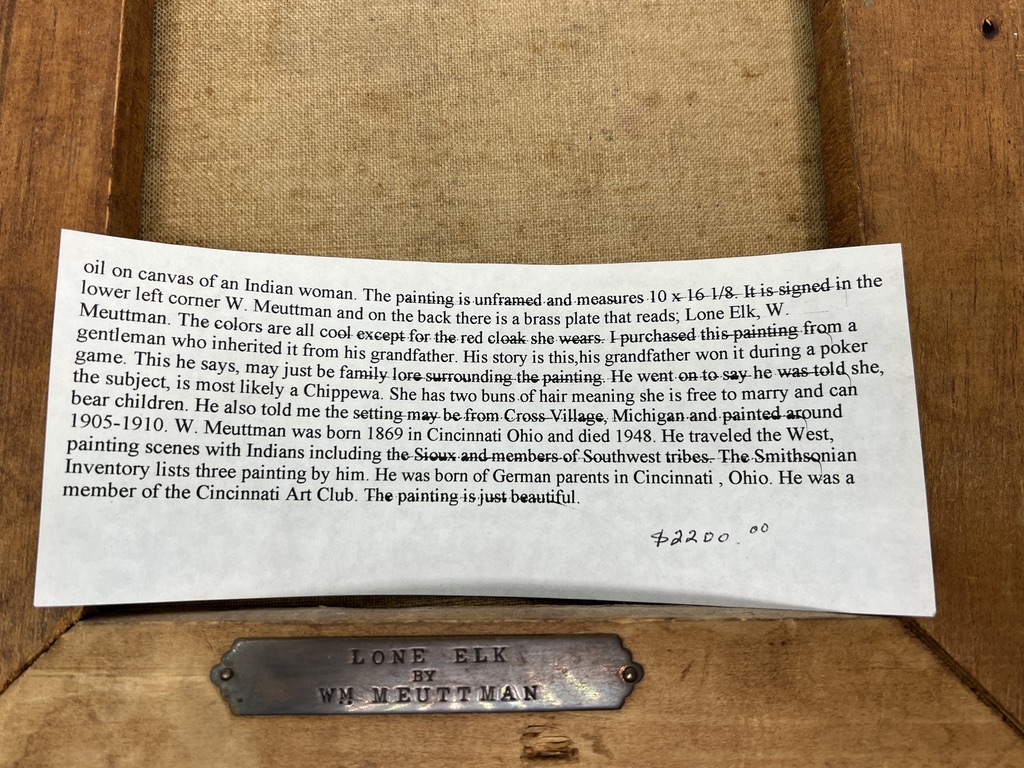 oil on canvas of an Indian woman. The painting is unframed and measures 10 x 16 1/8. It is signed in the
lower left corner W. Meuttman and on the back there is a brass plate that reads; Lone Elk, W.
Meuttman. The colors are all cool except for the red cloak she wears. I purchased this painting from a
gentleman who inherited it from his grandfather. His story is this,his grandfather won it during a poker
game. This he says, may just be family lore surrounding the painting. He went on to say he was told she,
the subject, is most likely a Chippewa. She has two buns of hair meaning she is free to marry and can
bear children. He also told me the setting may be from Cross Village, Michigan and painted around
1905-1910. W. Meuttman was born 1869 in Cincinnati Ohio and died 1948. He traveled the West,
painting scenes with Indians including the Sioux and members of Southwest tribes. The Smithsonian
Inventory lists three painting by him. He was born of German parents in Cincinnati , Ohio. He was a
member of the Cincinnati Art Club. The painting is just beautiful.
$2200.00
LONE ELK
BY
WM MEUTTMAN